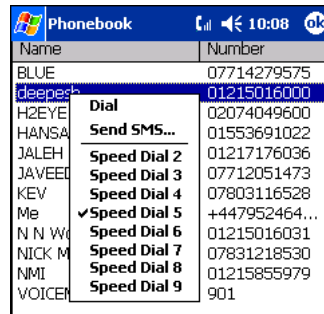 Phonebook 10:08 ok
Name Number
BLUE 07714279575
deepesh 01215016000
H2EYE 02074049600
HANSA 01553691022
JALEH 01217176036
JAVEED 07712051473
KEV 07803116528
Me +447952464...
N N Wo 01215016031
NICK M 07831218530
NMI 01215855979
VOICEM 901
Dial
Send SMS...
Speed Dial 2
Speed Dial 3
Speed Dial 4
Speed Dial 5
Speed Dial 6
Speed Dial 7
Speed Dial 8
Speed Dial 9